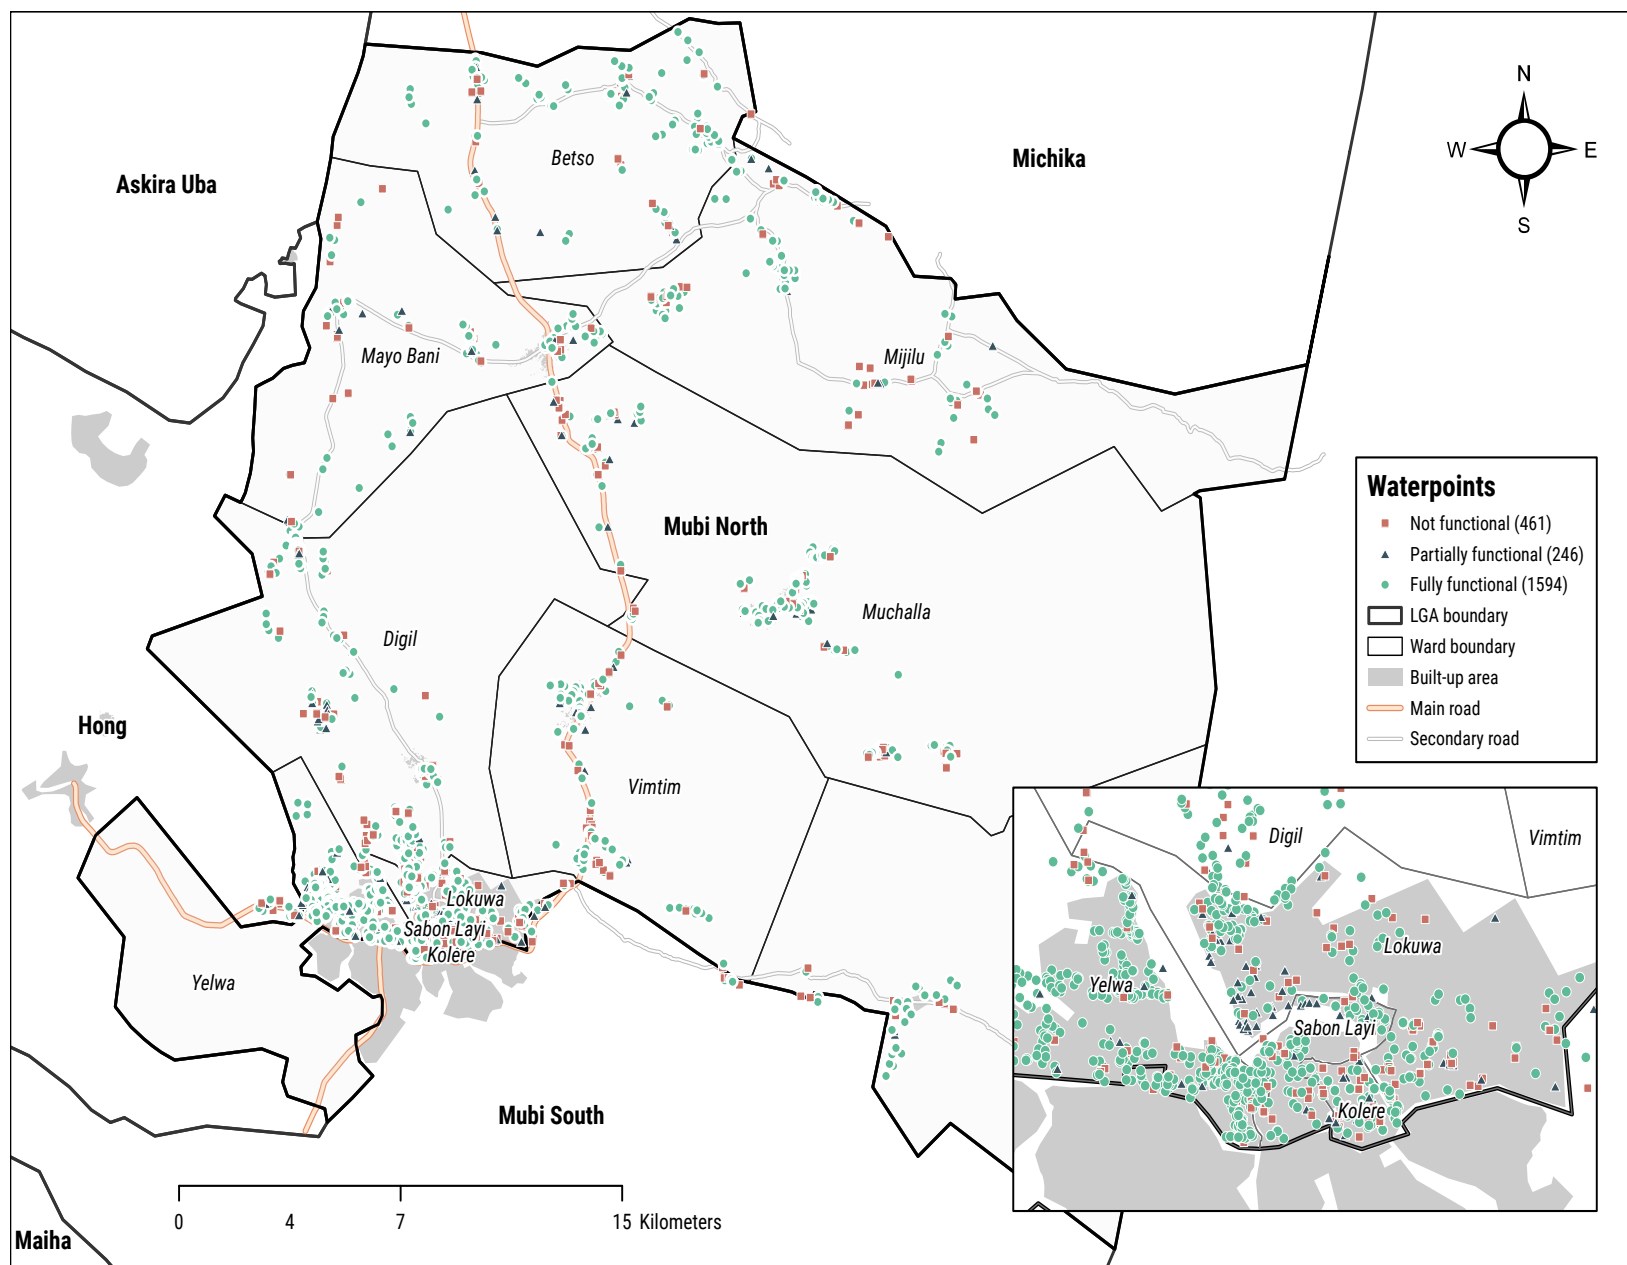 N
W E
S
Askira Uba
Michika
Betso
Mayo Bani
Mijilu
Mubi North
Muchalla
Digil
Hong
Vimtim
Lokuwa
Sabon Layi
Kolere
Yelwa
Mubi South
Maiha
0 4 7 15 Kilometers
Waterpoints
Not functional (461)
Partially functional (246)
Fully functional (1594)
LGA boundary
Ward boundary
Built-up area
Main road
Secondary road
Digil
Vimtim
Lokuwa
Yelwa
Sabon Layi
Kolere